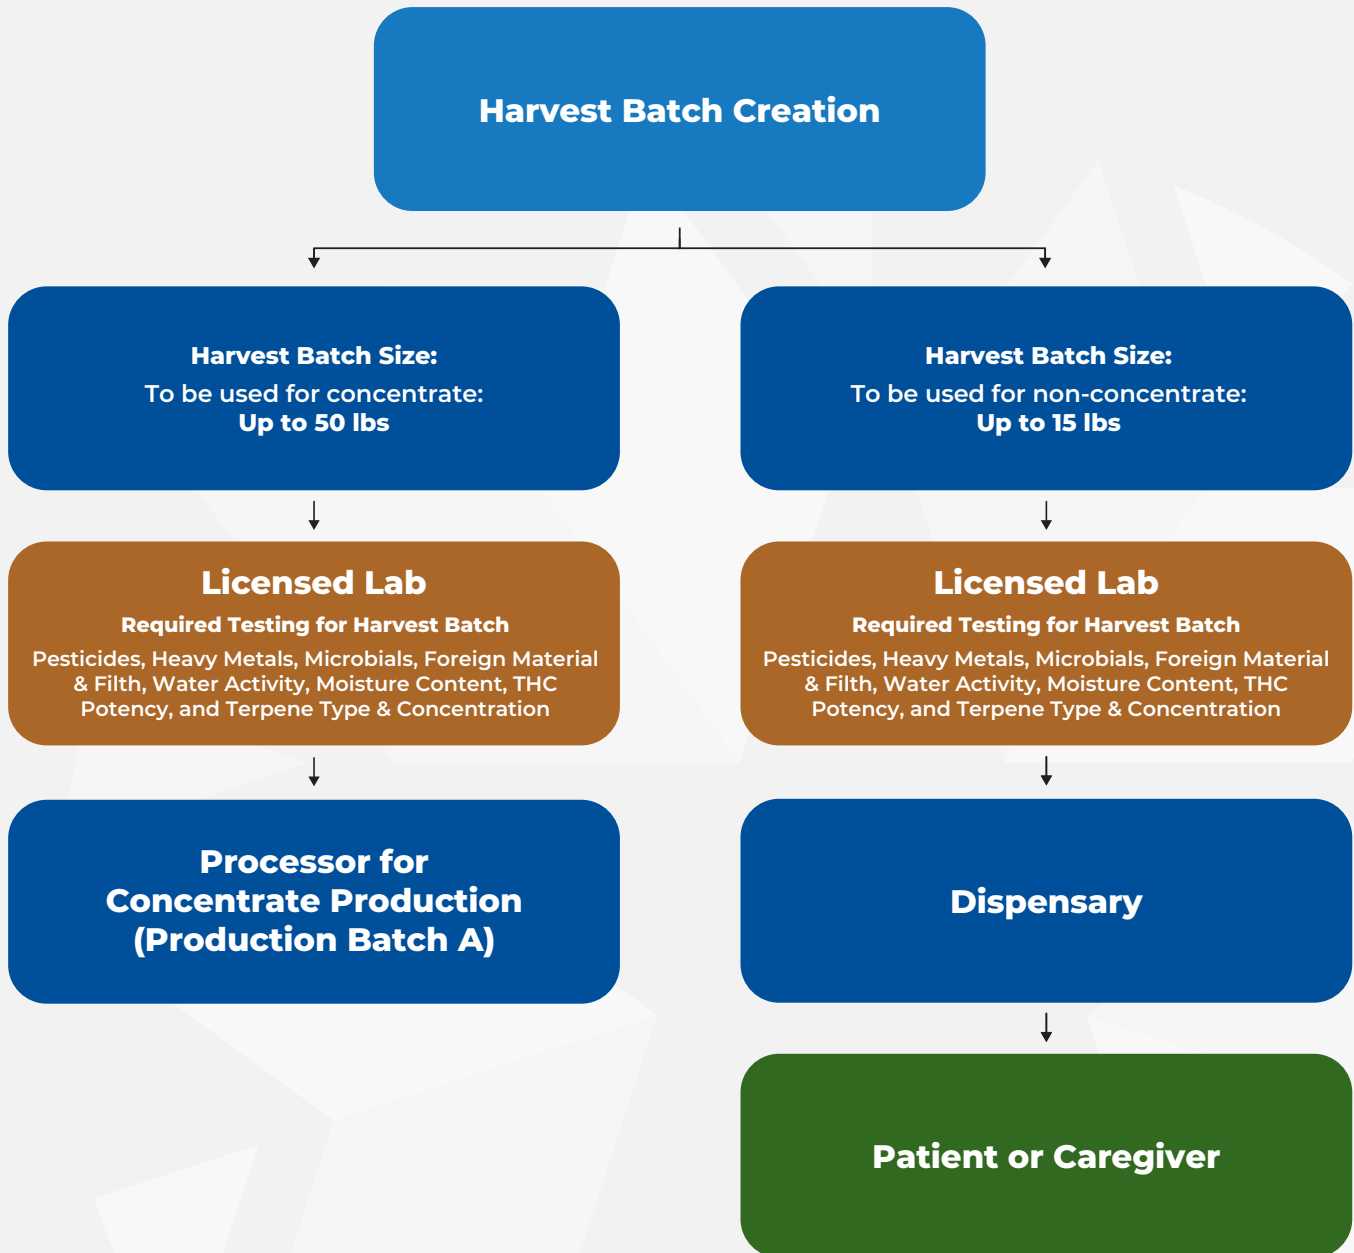 Harvest Batch Creation
Harvest Batch Size:
To be used for concentrate:
Up to 50 lbs
Harvest Batch Size:
To be used for non-concentrate:
Up to 15 lbs
Licensed Lab
Required Testing for Harvest Batch
Pesticides, Heavy Metals, Microbials, Foreign Material
& Filth, Water Activity, Moisture Content, THC
Potency, and Terpene Type & Concentration
Licensed Lab
Required Testing for Harvest Batch
Pesticides, Heavy Metals, Microbials, Foreign Material
& Filth, Water Activity, Moisture Content, THC
Potency, and Terpene Type & Concentration
Processor for
Concentrate Production
(Production Batch A)
Dispensary
Patient or Caregiver